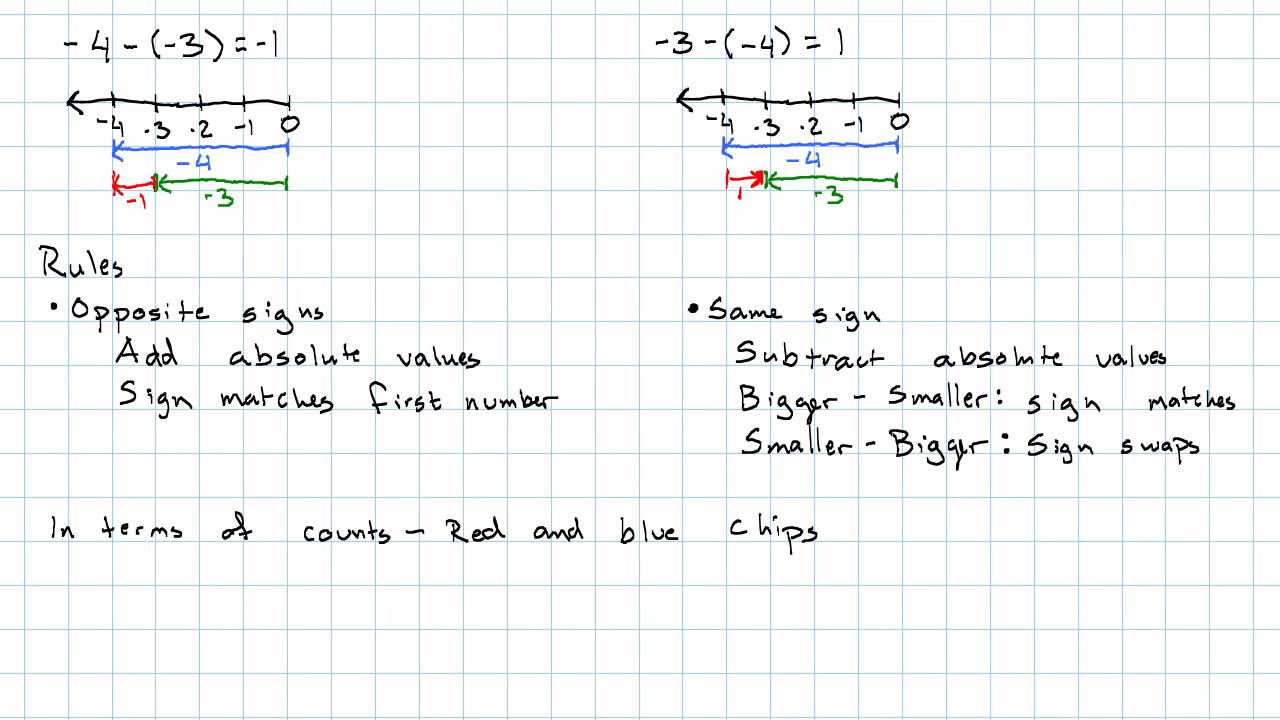 -4 - (-3) = -1
-4 -3 -2 -1 0
-4
-1 -3
-3 - (-4) = 1
-4 -3 -2 -1 0
-4
1 -3
Rules
• Opposite signs
Add absolute values
Sign matches first number
• Same sign
Subtract absolute values
Bigger - Smaller: sign matches
Smaller - Bigger: Sign swaps
In terms of counts - Red and blue chips